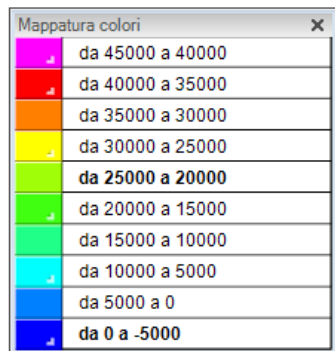 Mappatura colori
da 45000 a 40000
da 40000 a 35000
da 35000 a 30000
da 30000 a 25000
da 25000 a 20000
da 20000 a 15000
da 15000 a 10000
da 10000 a 5000
da 5000 a 0
da 0 a -5000